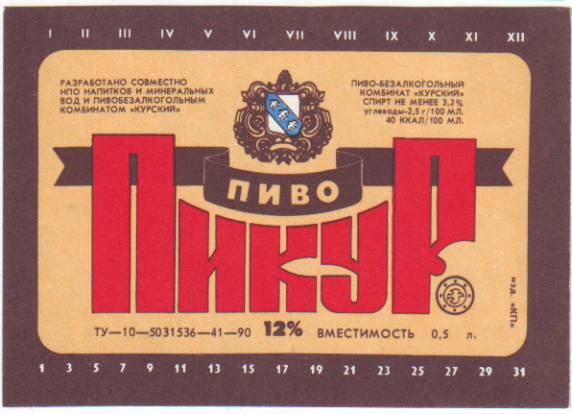 I II III IV V VI VII VIII IX X XI XII
РАЗРАБОТАНО СОВМЕСТНО
НПО НАПИТКОВ И МИНЕРАЛЬНЫХ
ВОД И ПИВОБЕЗАЛКОГОЛЬНЫМ
КОМБИНАТОМ «КУРСКИЙ»
ПИВО-БЕЗАЛКОГОЛЬНЫЙ
КОМБИНАТ «КУРСКИЙ»
СПИРТ НЕ МЕНЕЕ 3,2%
углеводы-2,5 г/100 МЛ.
40 ККАЛ/100 МЛ.
ПИВО
ПИКУР
изд. «КП»
ТУ—10—5031536—41—90 12% ВМЕСТИМОСТЬ 0,5 л.
1 3 5 7 9 11 13 15 17 19 21 23 25 27 29 31